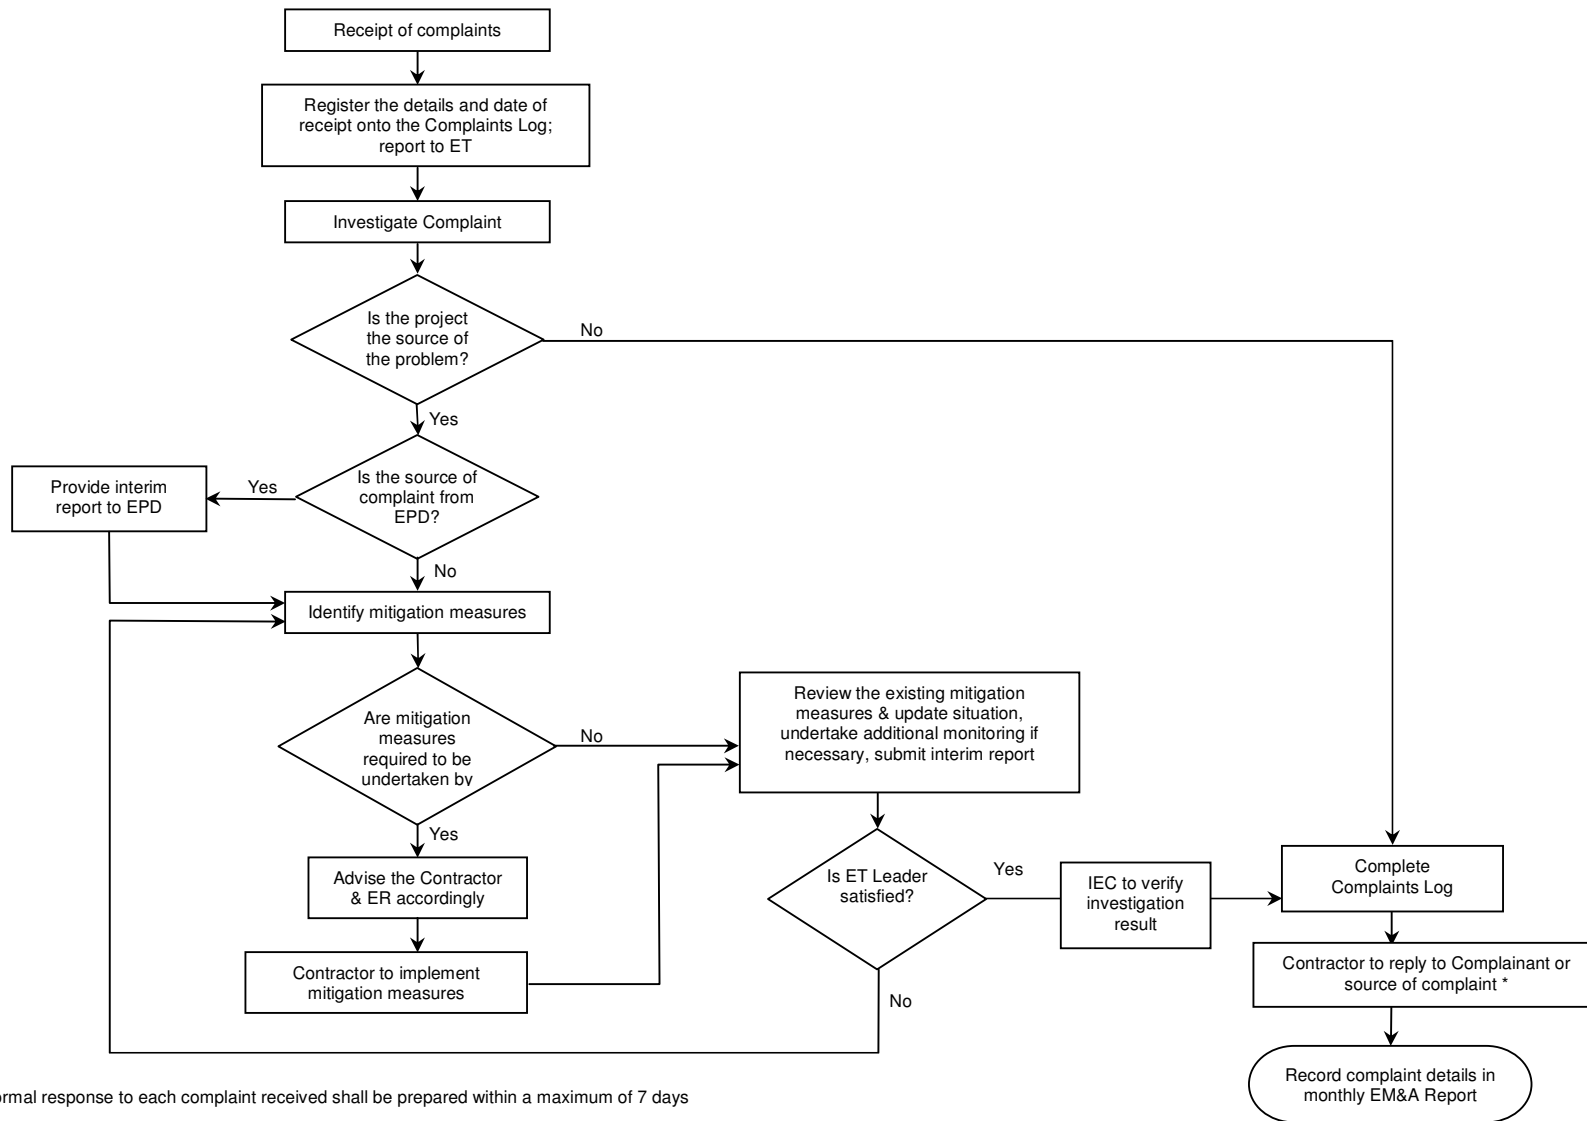 Receipt of complaints
Register the details and date of
receipt onto the Complaints Log;
report to ET
Investigate Complaint
Is the project
the source of
the problem?
No
Yes
Is the source of
complaint from
EPD?
Yes
Provide interim
report to EPD
No
Identify mitigation measures
Are mitigation
measures
required to be
undertaken by
No
Review the existing mitigation
measures & update situation,
undertake additional monitoring if
necessary, submit interim report
Yes
Advise the Contractor
& ER accordingly
Contractor to implement
mitigation measures
Is ET Leader
satisfied?
Yes
IEC to verify
investigation
result
No
Complete
Complaints Log
Contractor to reply to Complainant or
source of complaint *
Record complaint details in
monthly EM&A Report
response to each complaint received shall be prepared within a maximum of 7 days